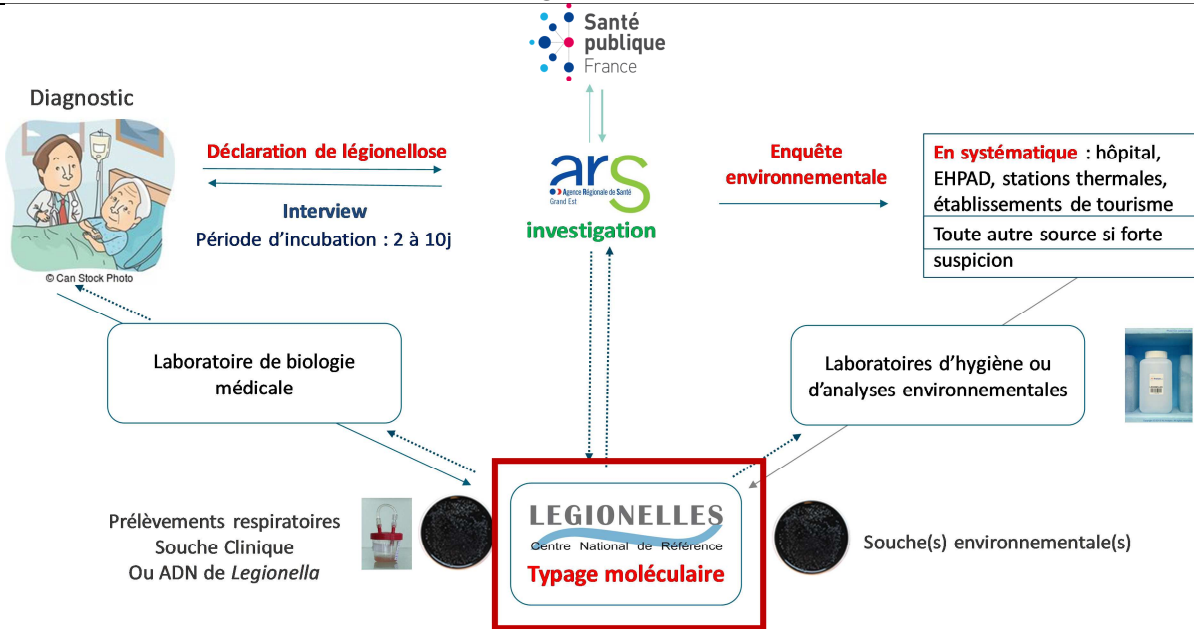 Santé
publique
France
Diagnostic
© Can Stock Photo
Déclaration de légionellose
Interview
Période d'incubation : 2 à 10j
ars
Agence Régionale de Santé
Grand Est
investigation
Enquête
environnementale
En systématique : hôpital,
EHPAD, stations thermales,
établissements de tourisme
Toute autre source si forte
suspicion
Laboratoire de biologie
médicale
Laboratoires d'hygiène ou
d'analyses environnementales
Prélèvements respiratoires
Souche Clinique
Ou ADN de Legionella
LEGIONELLES
Centre National de Référence
Typage moléculaire
Souche(s) environnementale(s)